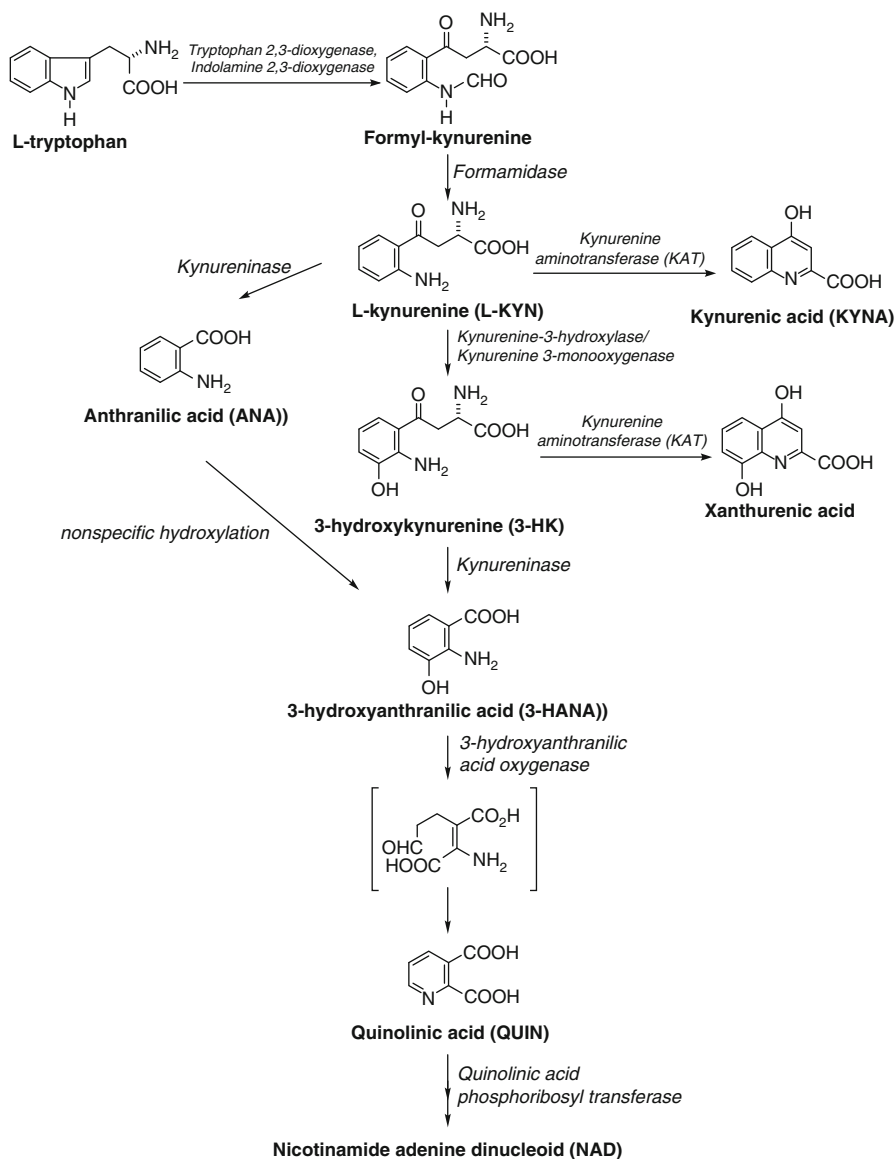 NH2
COOH
N
H
L-tryptophan
Tryptophan 2,3-dioxygenase,
Indolamine 2,3-dioxygenase
O
NH2
COOH
CHO
N
H
Formyl-kynurenine
Formamidase
O
NH2
COOH
NH2
L-kynurenine (L-KYN)
Kynurenine
aminotransferase (KAT)
OH
N
COOH
Kynurenic acid (KYNA)
Kynureninase
COOH
NH2
Anthranilic acid (ANA))
Kynurenine-3-hydroxylase/
Kynurenine 3-monooxygenase
O
NH2
COOH
NH2
OH
3-hydroxykynurenine (3-HK)
Kynurenine
aminotransferase (KAT)
OH
N
COOH
OH
Xanthurenic acid
nonspecific hydroxylation
Kynureninase
COOH
NH2
OH
3-hydroxyanthranilic acid (3-HANA))
3-hydroxyanthranilic
acid oxygenase
CO2H
OHC
HOOC
NH2
COOH
N
COOH
Quinolinic acid (QUIN)
Quinolinic acid
phosphoribosyl transferase
Nicotinamide adenine dinucleoid (NAD)